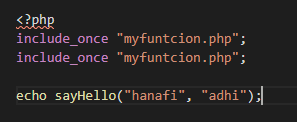 <?php
include_once "myfuntcion.php";
include_once "myfuntcion.php";
echo sayHello("hanafi", "adhi");